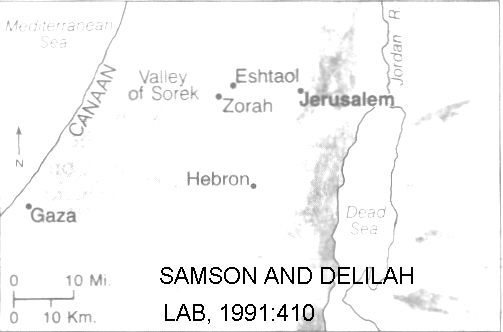 Mediterranean
Sea
CANAAN
Valley
of Sorek
Eshtaol
Zorah
Jerusalem
Jordan R
Hebron
Gaza
Dead
Sea
N
0 10 Mi.
0 10 Km.
SAMSON AND DELILAH
LAB, 1991:410